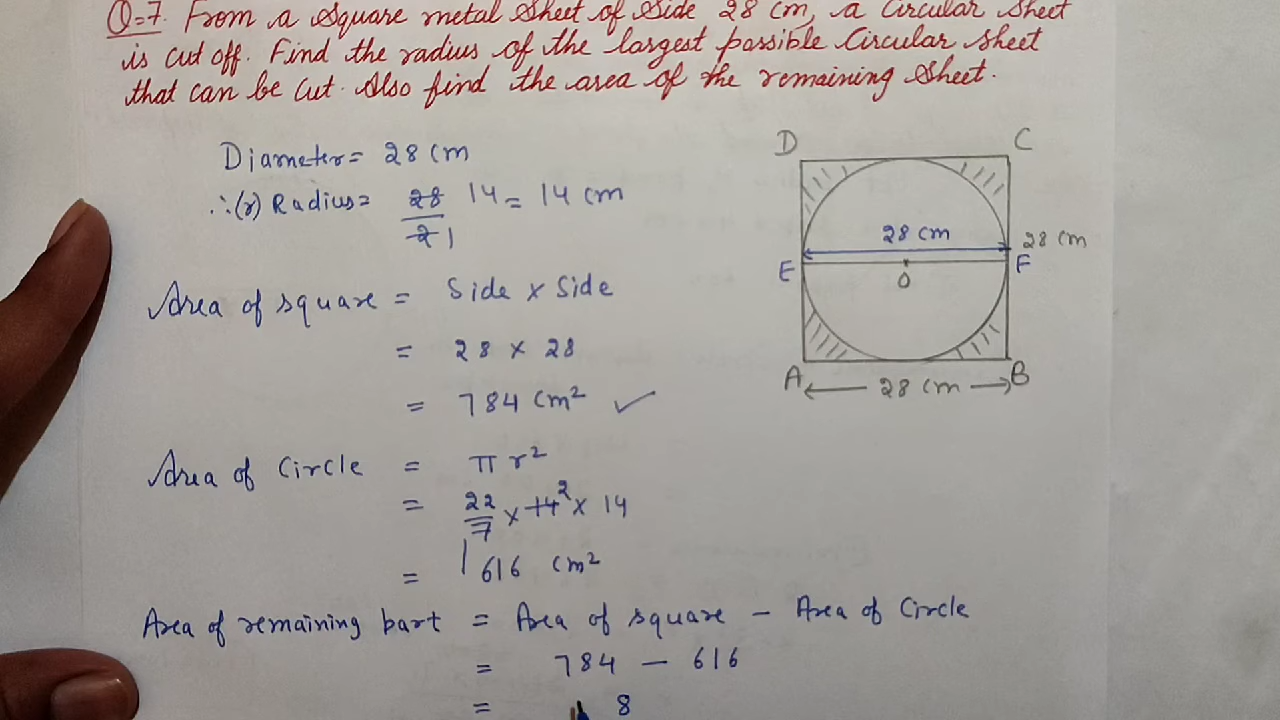 Q=7. From a Square metal sheet of side 28 cm, a Circular sheet
is cut off. Find the radius of the largest possible Circular sheet
that can be cut. Also find the area of the remaining sheet.
Diameter = 28 cm
∴(r) Radius = 28/2 14 1 = 14 cm
Area of square = Side × Side
= 28 × 28
= 784 cm² ✓
Area of Circle = πr²
= 22/7 × 14 2 × 14
1
= 616 cm²
Area of remaining bart = Area of square − Area of Circle
= 784 − 616
= 8
D C
28 cm 28 cm
E O F
A 28 cm B